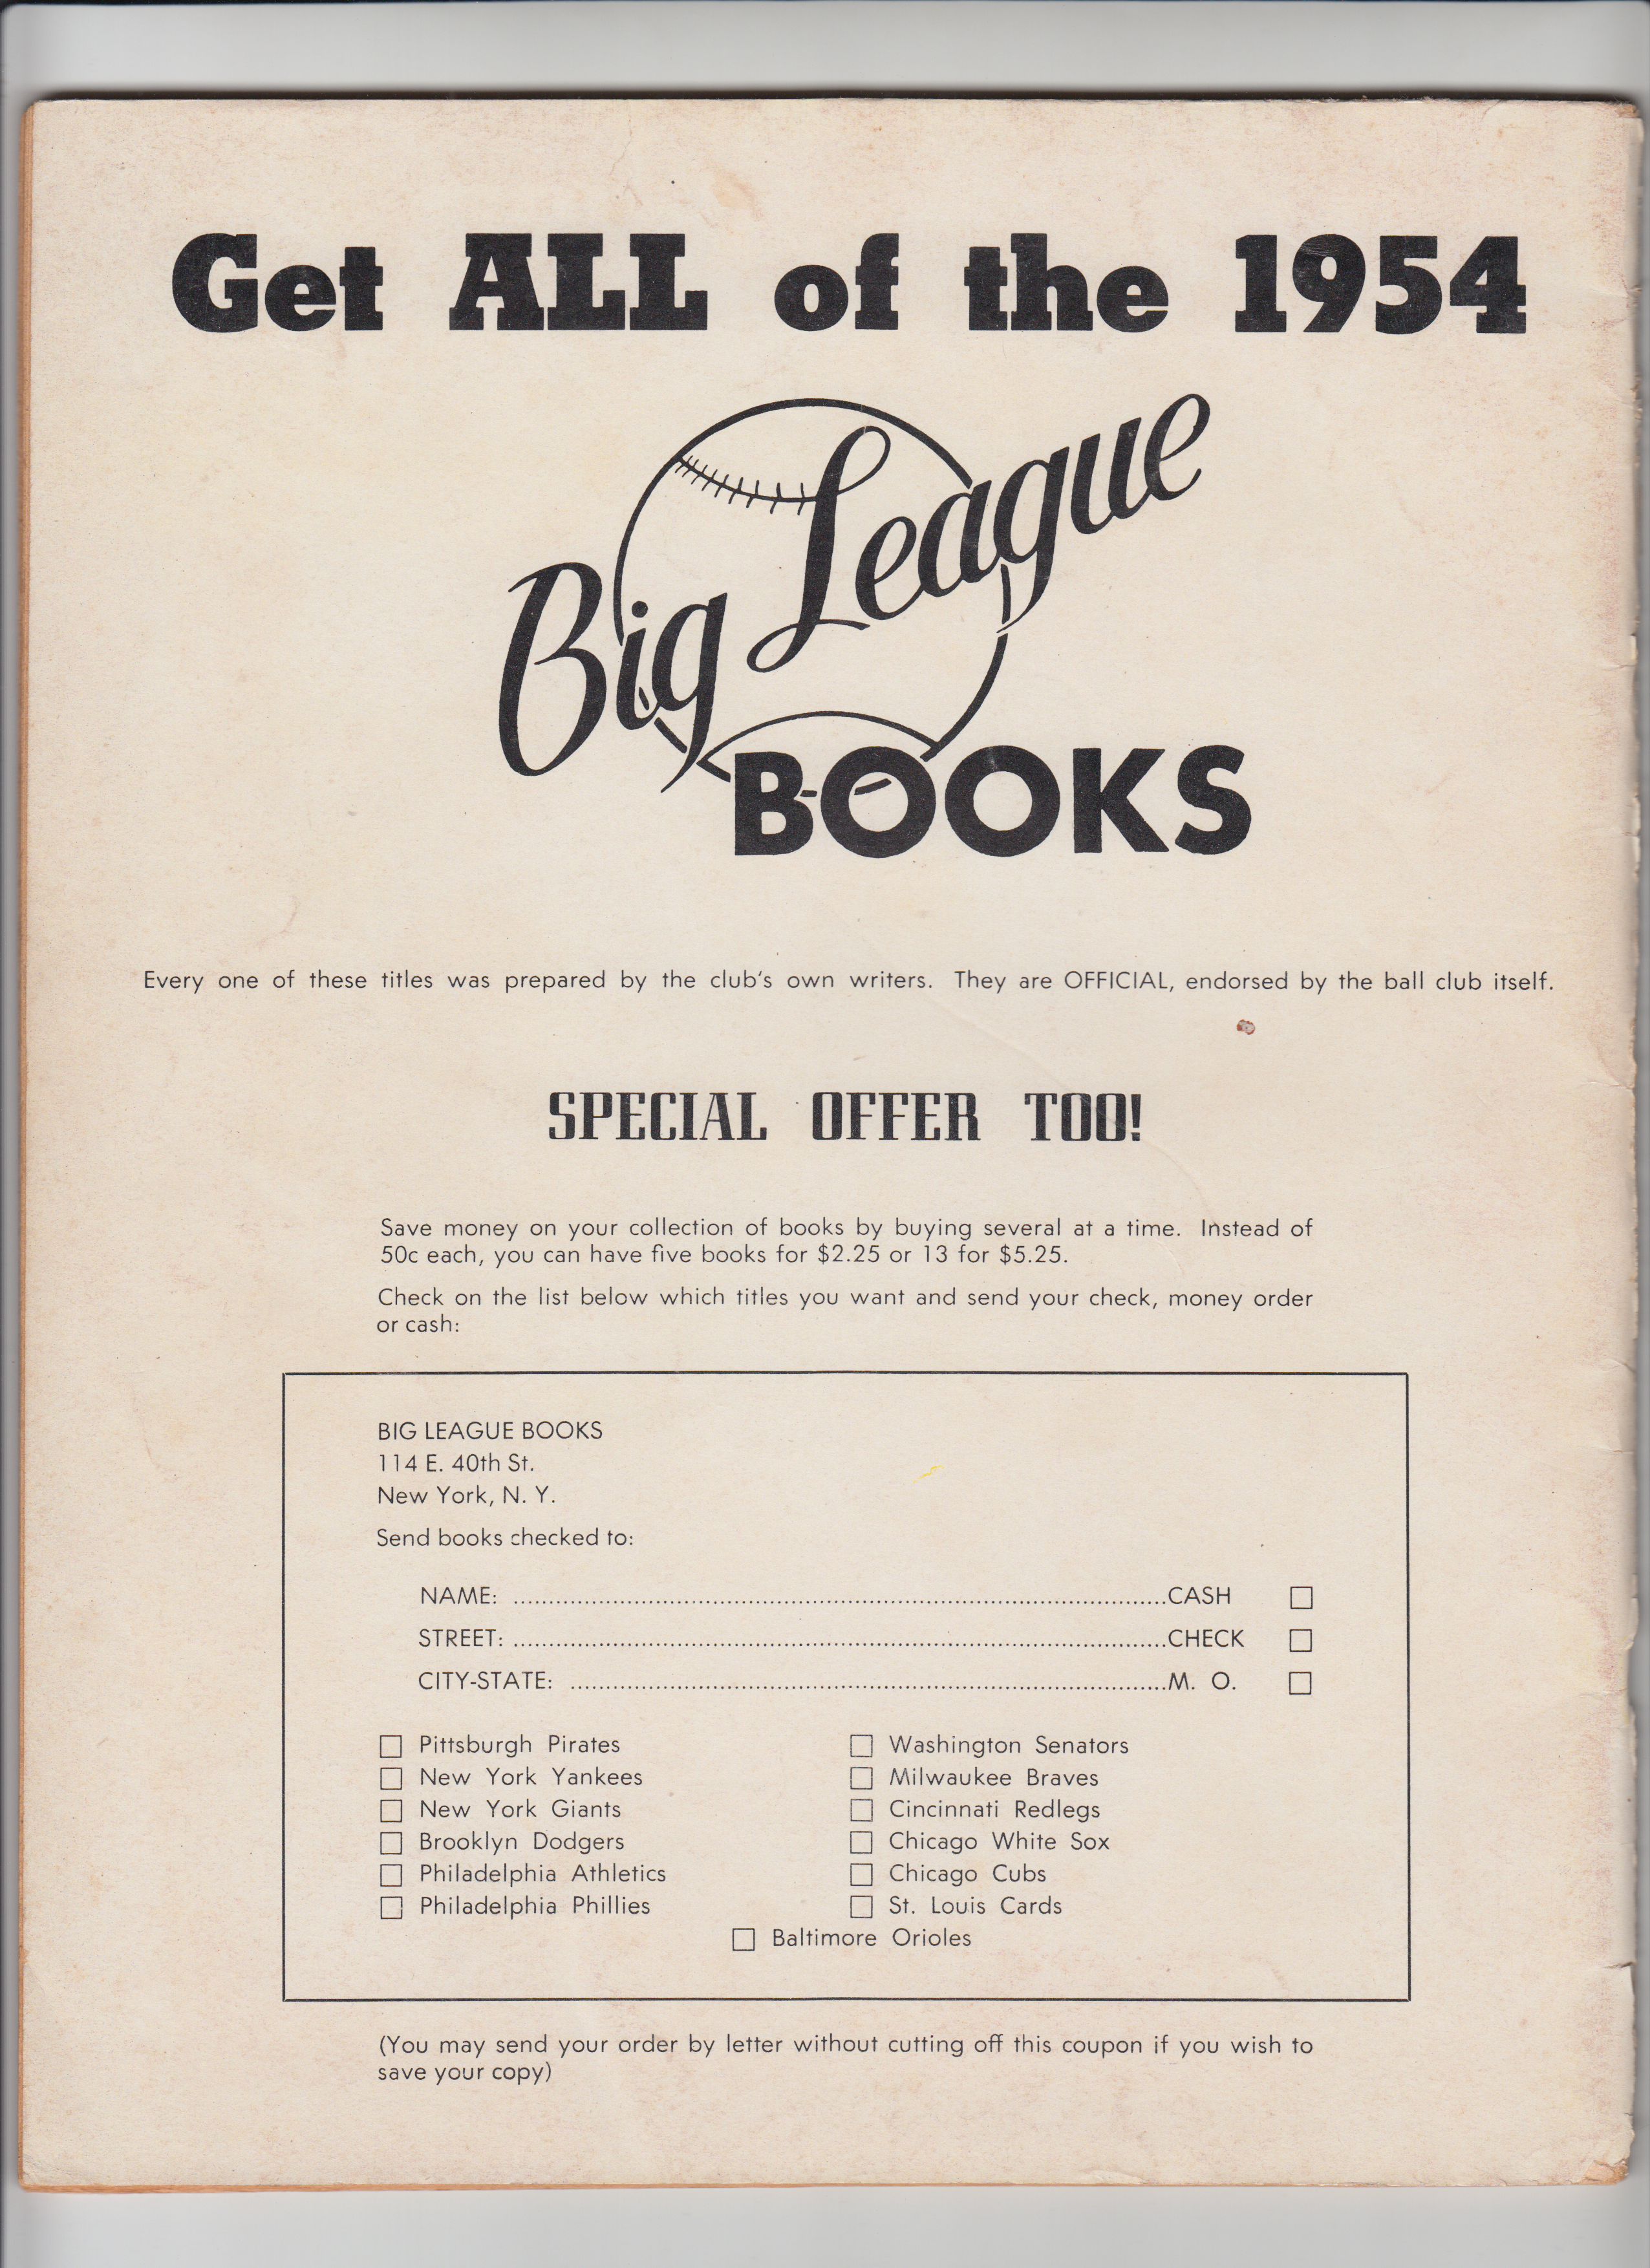 Get ALL of the 1954
Big League
BOOKS
Every one of these titles was prepared by the club's own writers. They are OFFICIAL, endorsed by the ball club itself.
SPECIAL OFFER TOO!
Save money on your collection of books by buying several at a time. Instead of
50c each, you can have five books for $2.25 or 13 for $5.25.
Check on the list below which titles you want and send your check, money order
or cash:
BIG LEAGUE BOOKS
114 E. 40th St.
New York, N. Y.
Send books checked to:
NAME: ........................................CASH ☐
STREET: ........................................CHECK ☐
CITY-STATE: ........................................M. O. ☐
☐ Pittsburgh Pirates
☐ New York Yankees
☐ New York Giants
☐ Brooklyn Dodgers
☐ Philadelphia Athletics
☐ Philadelphia Phillies
☐ Washington Senators
☐ Milwaukee Braves
☐ Cincinnati Redlegs
☐ Chicago White Sox
☐ Chicago Cubs
☐ St. Louis Cards
☐ Baltimore Orioles
(You may send your order by letter without cutting off this coupon if you wish to
save your copy)